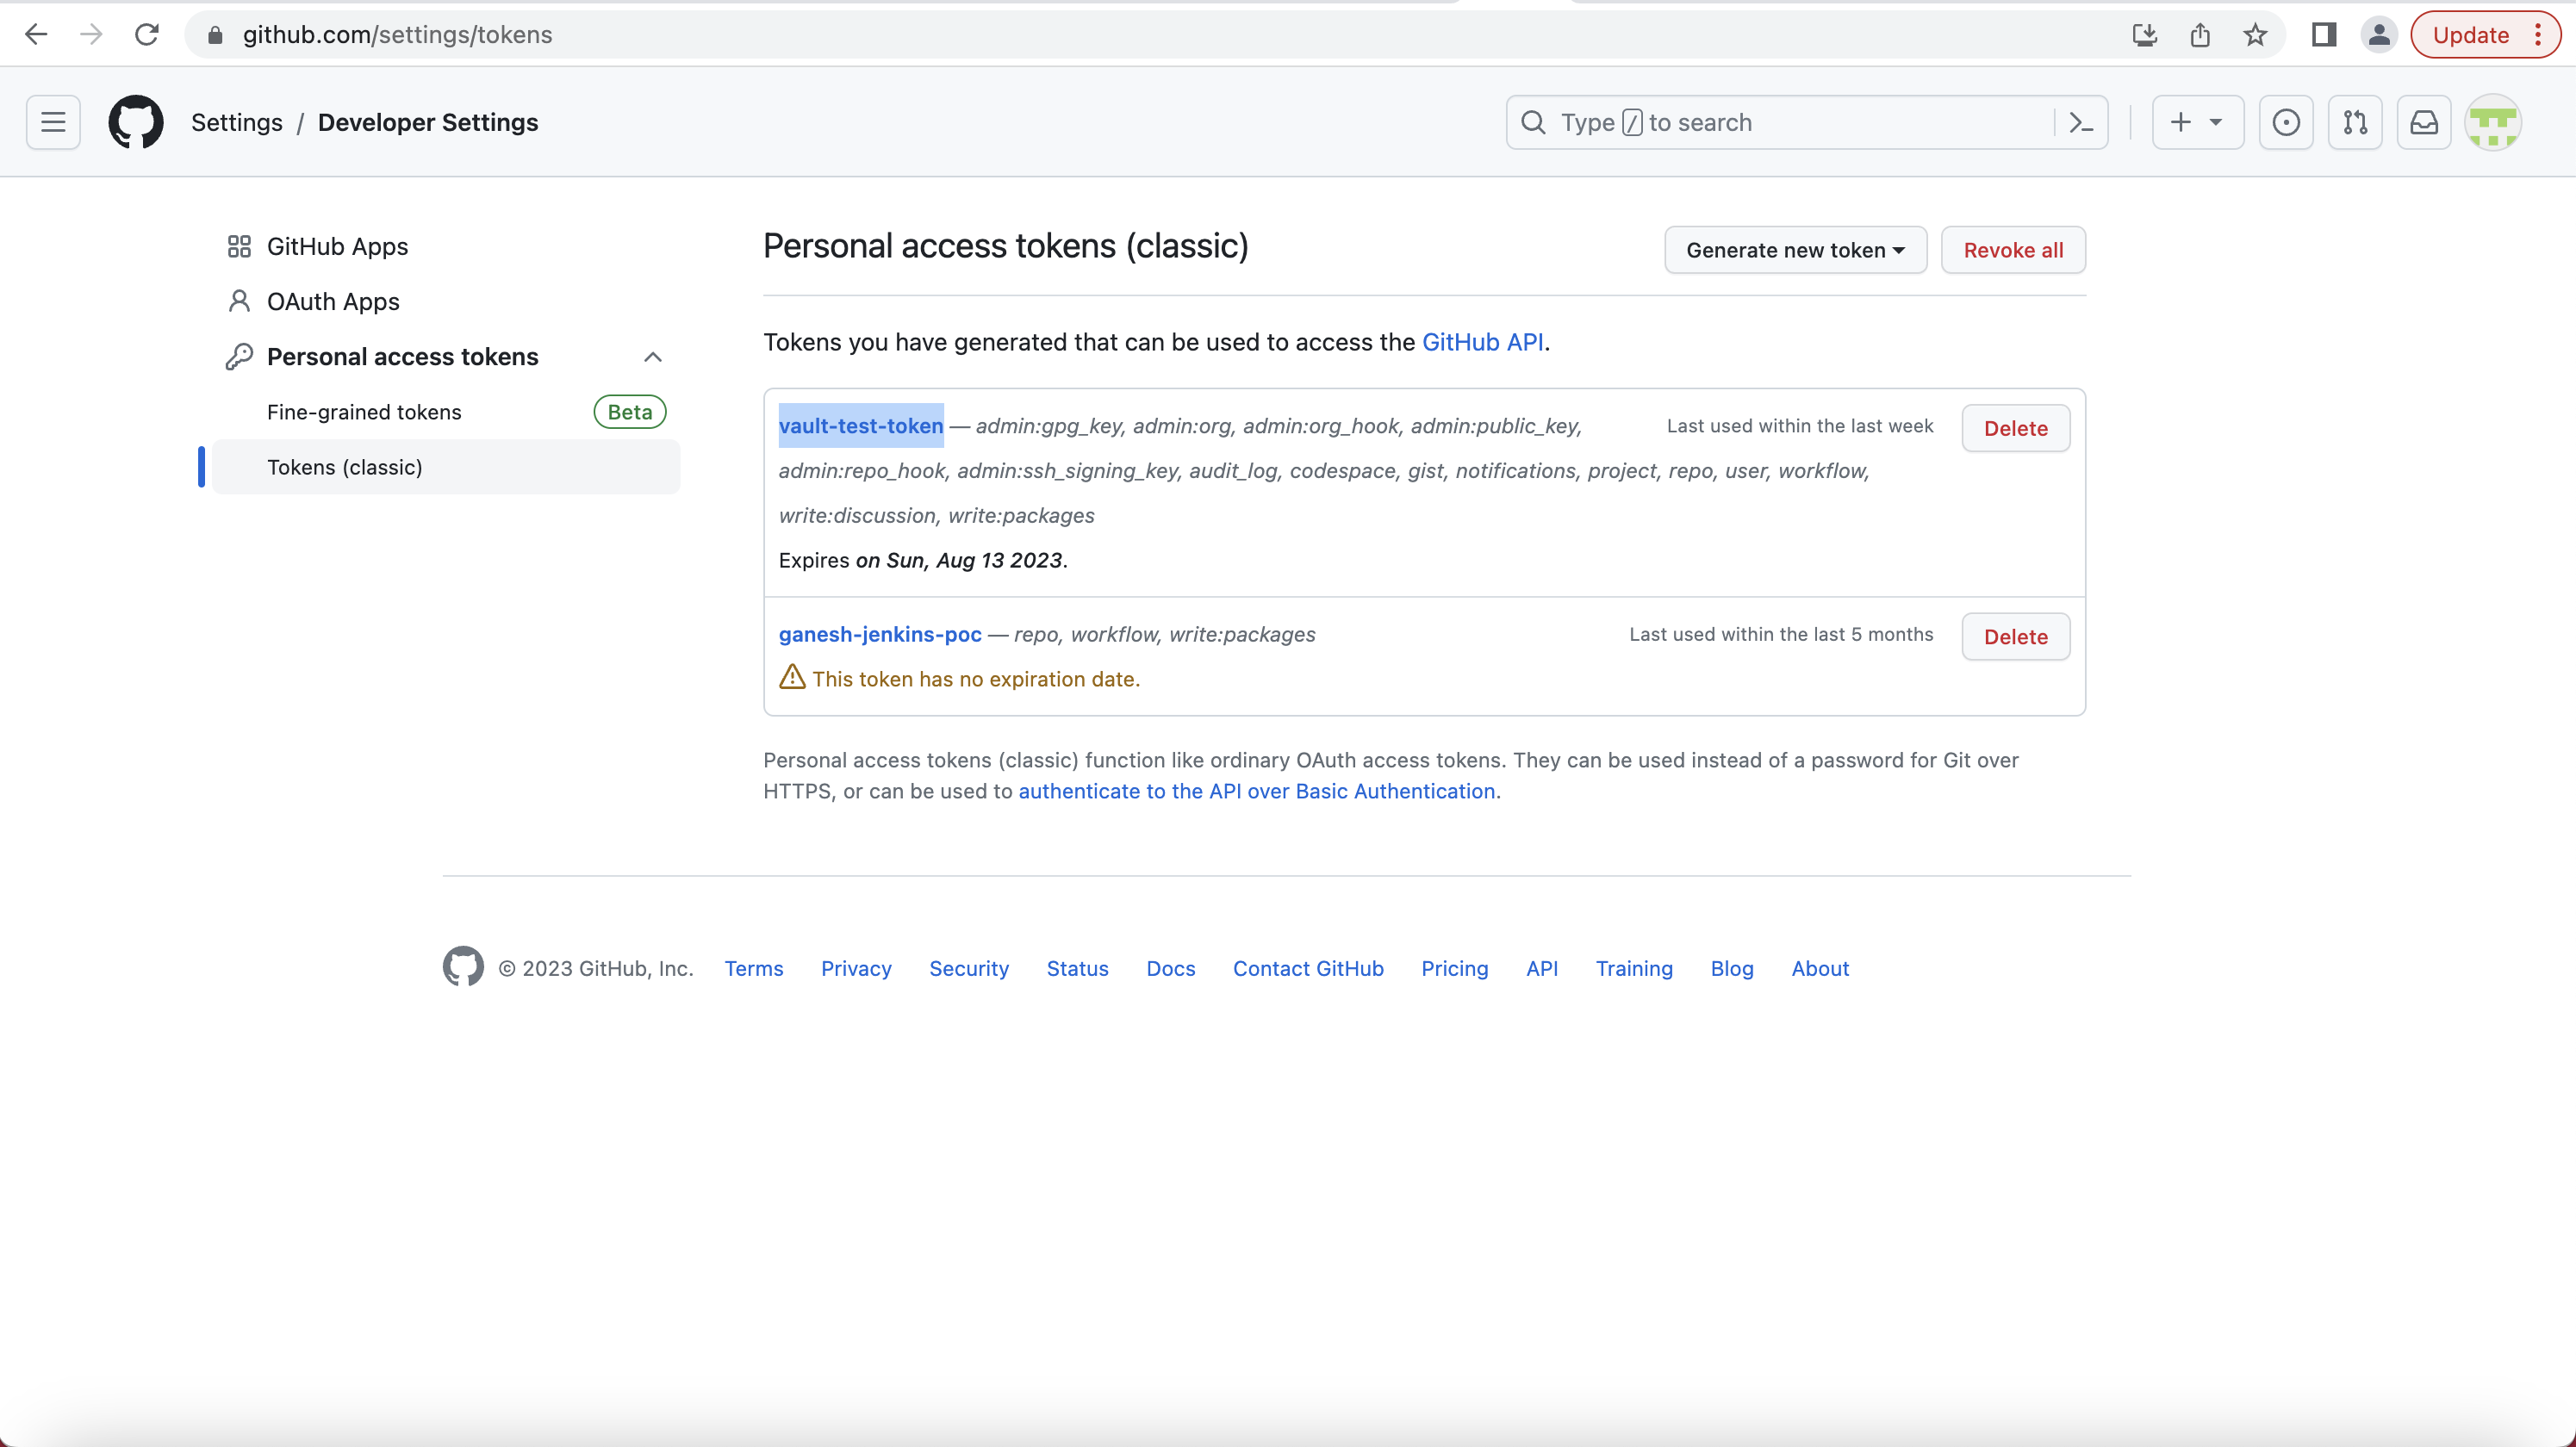 github.com/settings/tokens
Update
Settings / Developer Settings
Type / to search
GitHub Apps
OAuth Apps
Personal access tokens
Fine-grained tokens Beta
Tokens (classic)
Personal access tokens (classic)
Generate new token
Revoke all
Tokens you have generated that can be used to access the GitHub API.
vault-test-token — admin:gpg_key, admin:org, admin:org_hook, admin:public_key,
Last used within the last week
Delete
admin:repo_hook, admin:ssh_signing_key, audit_log, codespace, gist, notifications, project, repo, user, workflow,
write:discussion, write:packages
Expires on Sun, Aug 13 2023.
ganesh-jenkins-poc — repo, workflow, write:packages
Last used within the last 5 months
Delete
This token has no expiration date.
Personal access tokens (classic) function like ordinary OAuth access tokens. They can be used instead of a password for Git over
HTTPS, or can be used to authenticate to the API over Basic Authentication.
© 2023 GitHub, Inc. Terms Privacy Security Status Docs Contact GitHub Pricing API Training Blog About